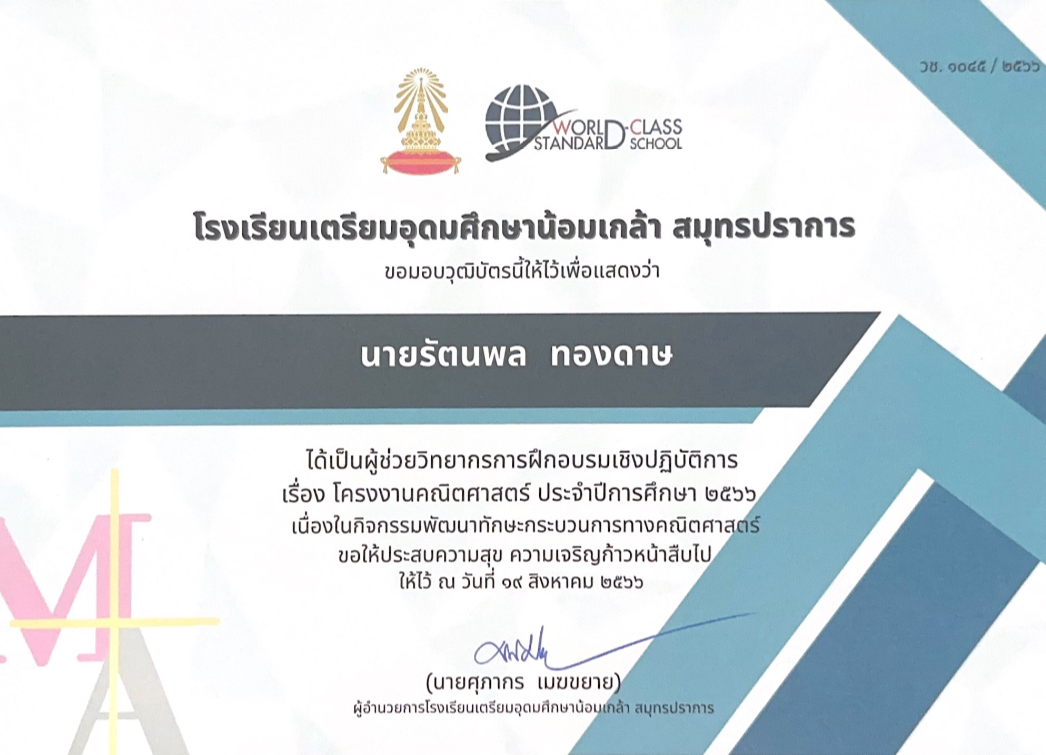 วช. ๑๐๔๕ / ๒๕๖๖
WORLD-CLASS
STANDARD SCHOOL
โรงเรียนเตรียมอุดมศึกษาน้อมเกล้า สมุทรปราการ
ขอมอบวุฒิบัตรนี้ให้ไว้เพื่อแสดงว่า
นายรัตนพล ทองดาษ
ได้เป็นผู้ช่วยวิทยากรการฝึกอบรมเชิงปฏิบัติการ
เรื่อง โครงงานคณิตศาสตร์ ประจำปีการศึกษา ๒๕๖๖
เนื่องในกิจกรรมพัฒนาทักษะกระบวนการทางคณิตศาสตร์
ขอให้ประสบความสุข ความเจริญก้าวหน้าสืบไป
ให้ไว้ ณ วันที่ ๑๙ สิงหาคม ๒๕๖๖
MA
(นายศุภากร เมฆขยาย)
ผู้อำนวยการโรงเรียนเตรียมอุดมศึกษาน้อมเกล้า สมุทรปราการ